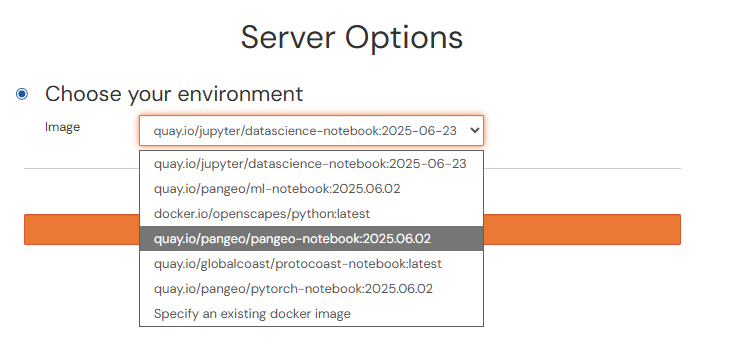 Server Options
Choose your environment
Image
quay.io/jupyter/datascience-notebook:2025-06-23
quay.io/jupyter/datascience-notebook:2025-06-23
quay.io/pangeo/ml-notebook:2025.06.02
docker.io/openscapes/python:latest
quay.io/pangeo/pangeo-notebook:2025.06.02
quay.io/globalcoast/protocoast-notebook:latest
quay.io/pangeo/pytorch-notebook:2025.06.02
Specify an existing docker image